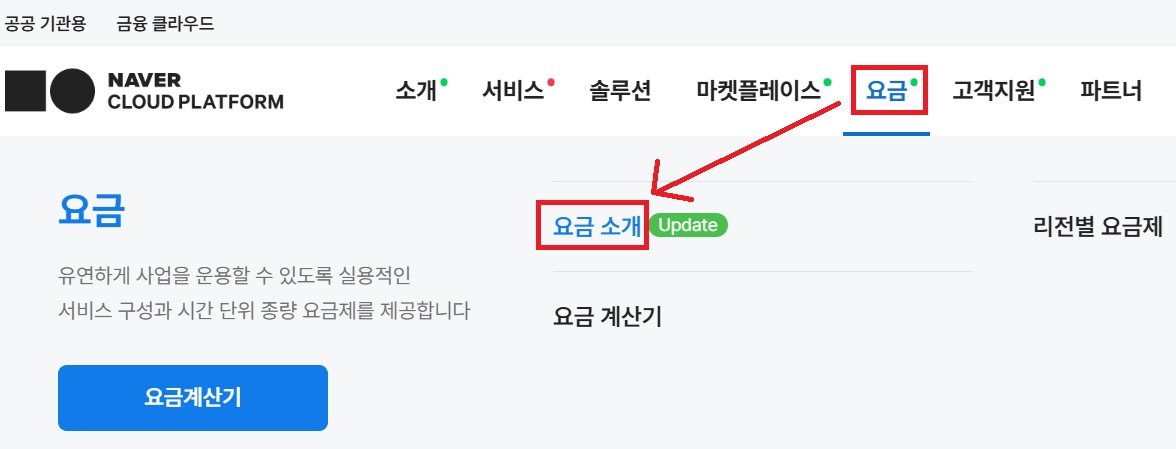 공공 기관용 금융 클라우드
NAVER
CLOUD PLATFORM
소개 서비스 솔루션 마켓플레이스 요금 고객지원 파트너
요금
요금 소개 Update 리전별 요금제
유연하게 사업을 운용할 수 있도록 실용적인
서비스 구성과 시간 단위 종량 요금제를 제공합니다
요금 계산기
요금계산기